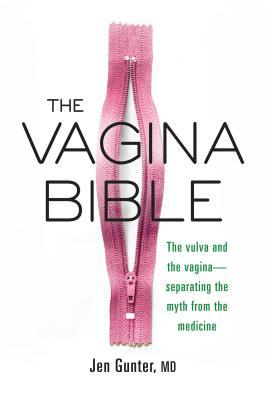 THE
VAGINA
BIBLE
The vulva and
the vagina—
separating the
myth from the
medicine
Jen Gunter, MD